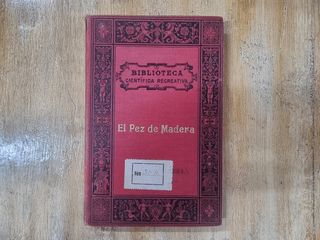 BIBLIOTECA
CIENTÍFICA RECREATIVA
El Pez de Madera